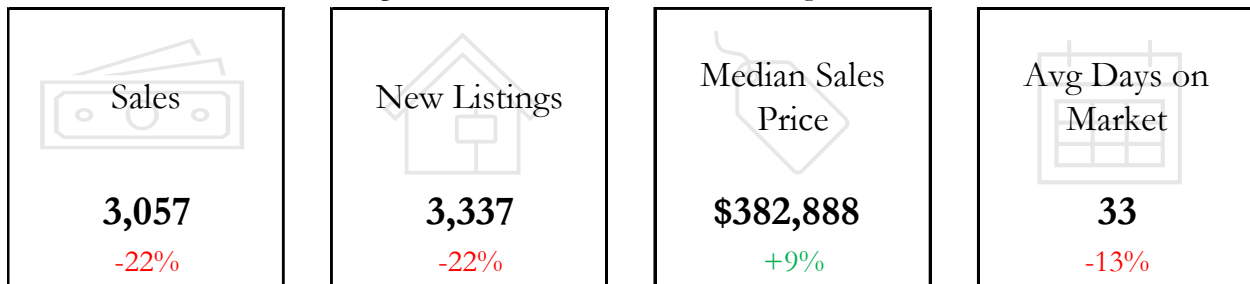 Sales
3,057
-22%
New Listings
3,337
-22%
Median Sales
Price
$382,888
+9%
Avg Days on
Market
33
-13%